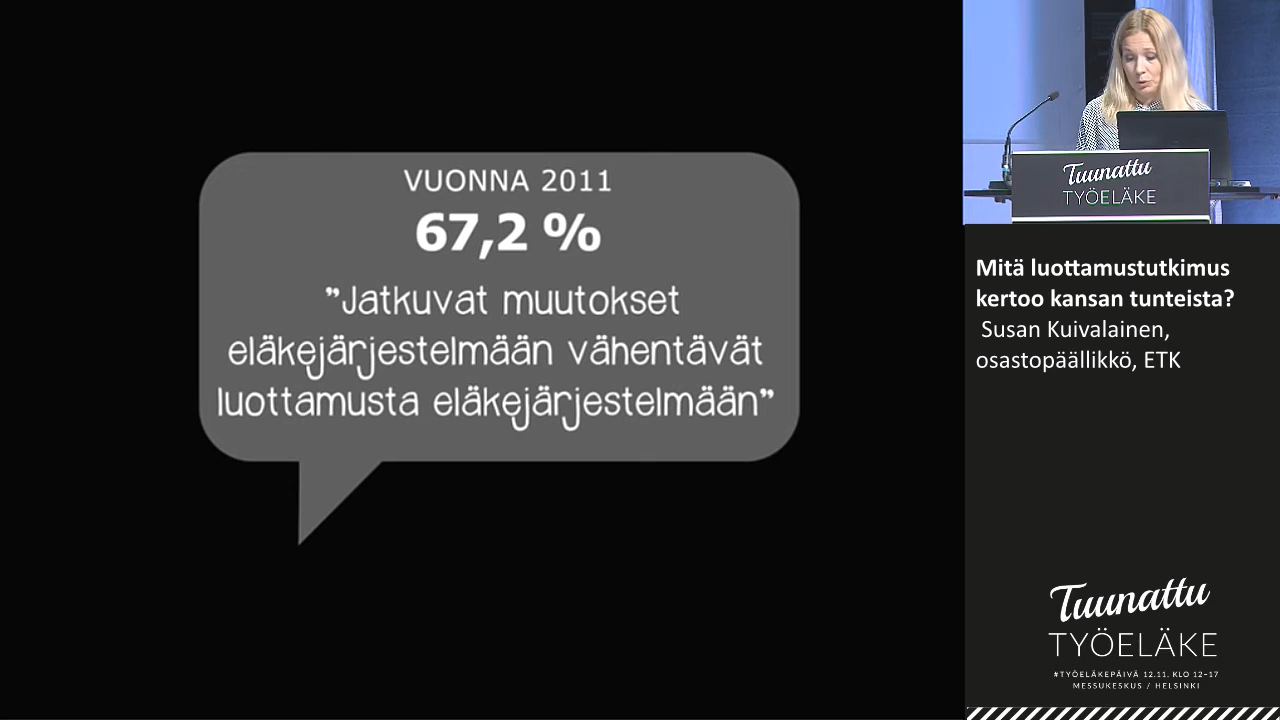 VUONNA 2011
67,2 %
”Jatkuvat muutokset
eläkejärjestelmään vähentävät
luottamusta eläkejärjestelmään”
Tuunattu
TYÖELÄKE
Mitä luottamustutkimus
kertoo kansan tunteista?
Susan Kuivalainen,
osastopäällikkö, ETK
Tuunattu
TYÖELÄKE
#TYÖELÄKEPÄIVÄ 12.11. KLO 12-17
MESSUKESKUS / HELSINKI